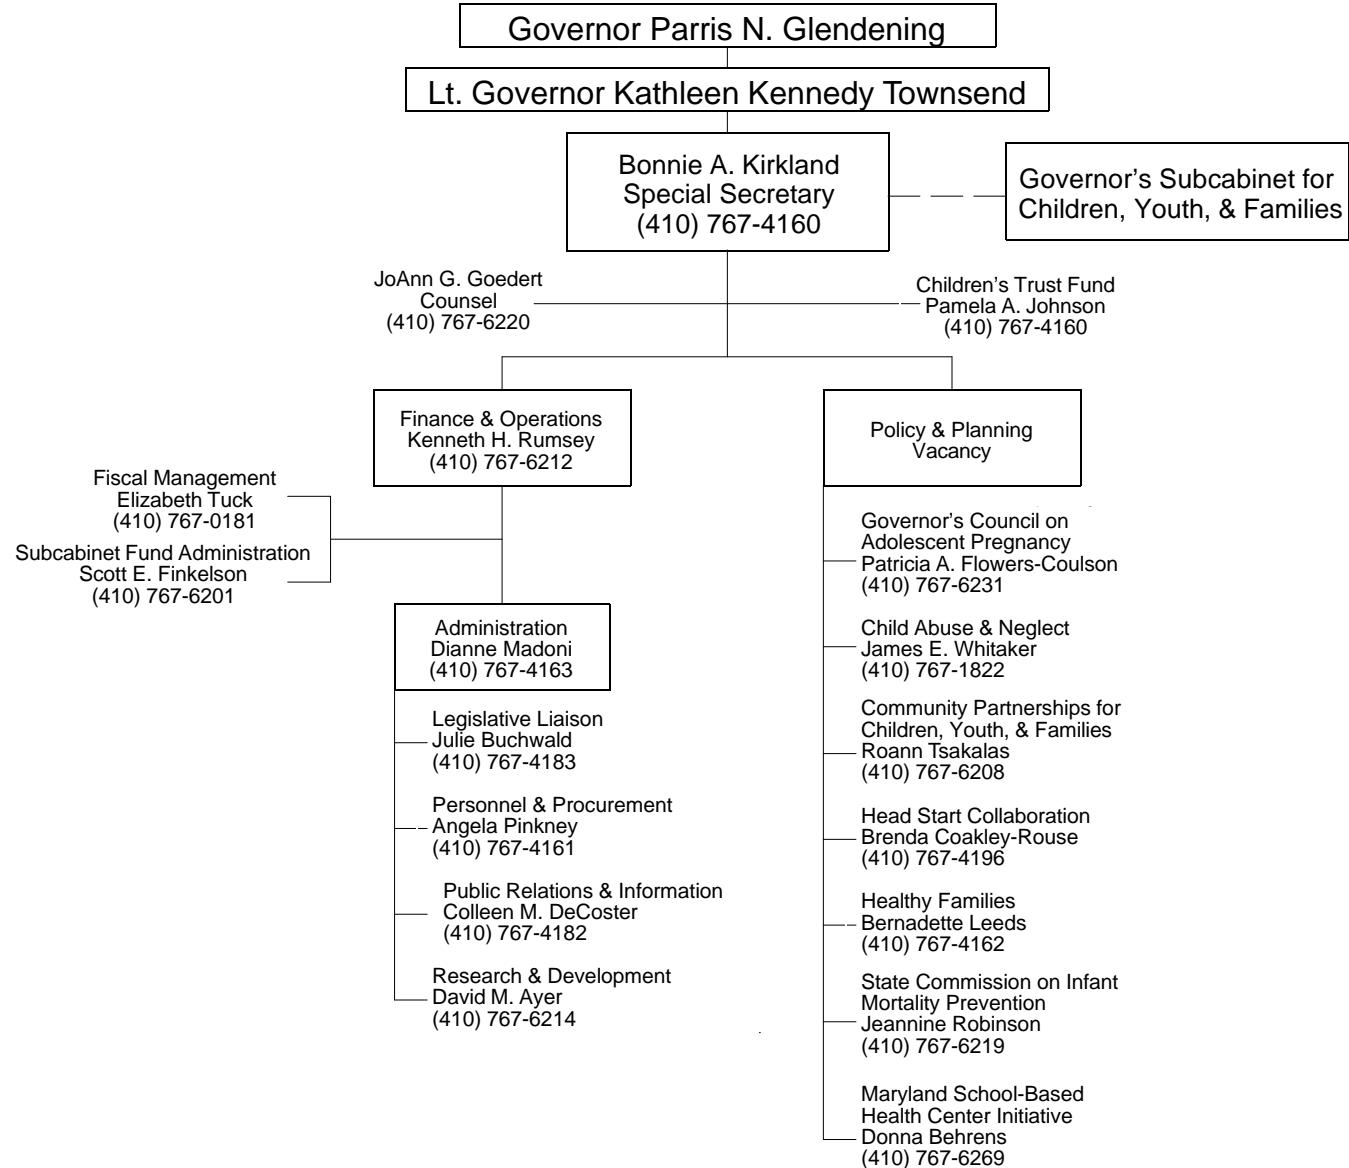 Governor Parris N. Glendening
Lt. Governor Kathleen Kennedy Townsend
Bonnie A. Kirkland
Special Secretary
(410) 767-4160
Governor’s Subcabinet for
Children, Youth, & Families
JoAnn G. Goedert
Counsel
(410) 767-6220
Children’s Trust Fund
Pamela A. Johnson
(410) 767-4160
Finance & Operations
Kenneth H. Rumsey
(410) 767-6212
Policy & Planning
Vacancy
Fiscal Management
Elizabeth Tuck
(410) 767-0181
Subcabinet Fund Administration
Scott E. Finkelson
(410) 767-6201
Administration
Dianne Madoni
(410) 767-4163
Legislative Liaison
Julie Buchwald
(410) 767-4183
Personnel & Procurement
Angela Pinkney
(410) 767-4161
Public Relations & Information
Colleen M. DeCoster
(410) 767-4182
Research & Development
David M. Ayer
(410) 767-6214
Governor’s Council on
Adolescent Pregnancy
Patricia A. Flowers-Coulson
(410) 767-6231
Child Abuse & Neglect
James E. Whitaker
(410) 767-1822
Community Partnerships for
Children, Youth, & Families
Roann Tsakalas
(410) 767-6208
Head Start Collaboration
Brenda Coakley-Rouse
(410) 767-4196
Healthy Families
Bernadette Leeds
(410) 767-4162
State Commission on Infant
Mortality Prevention
Jeannine Robinson
(410) 767-6219
Maryland School-Based
Health Center Initiative
Donna Behrens
(410) 767-6269